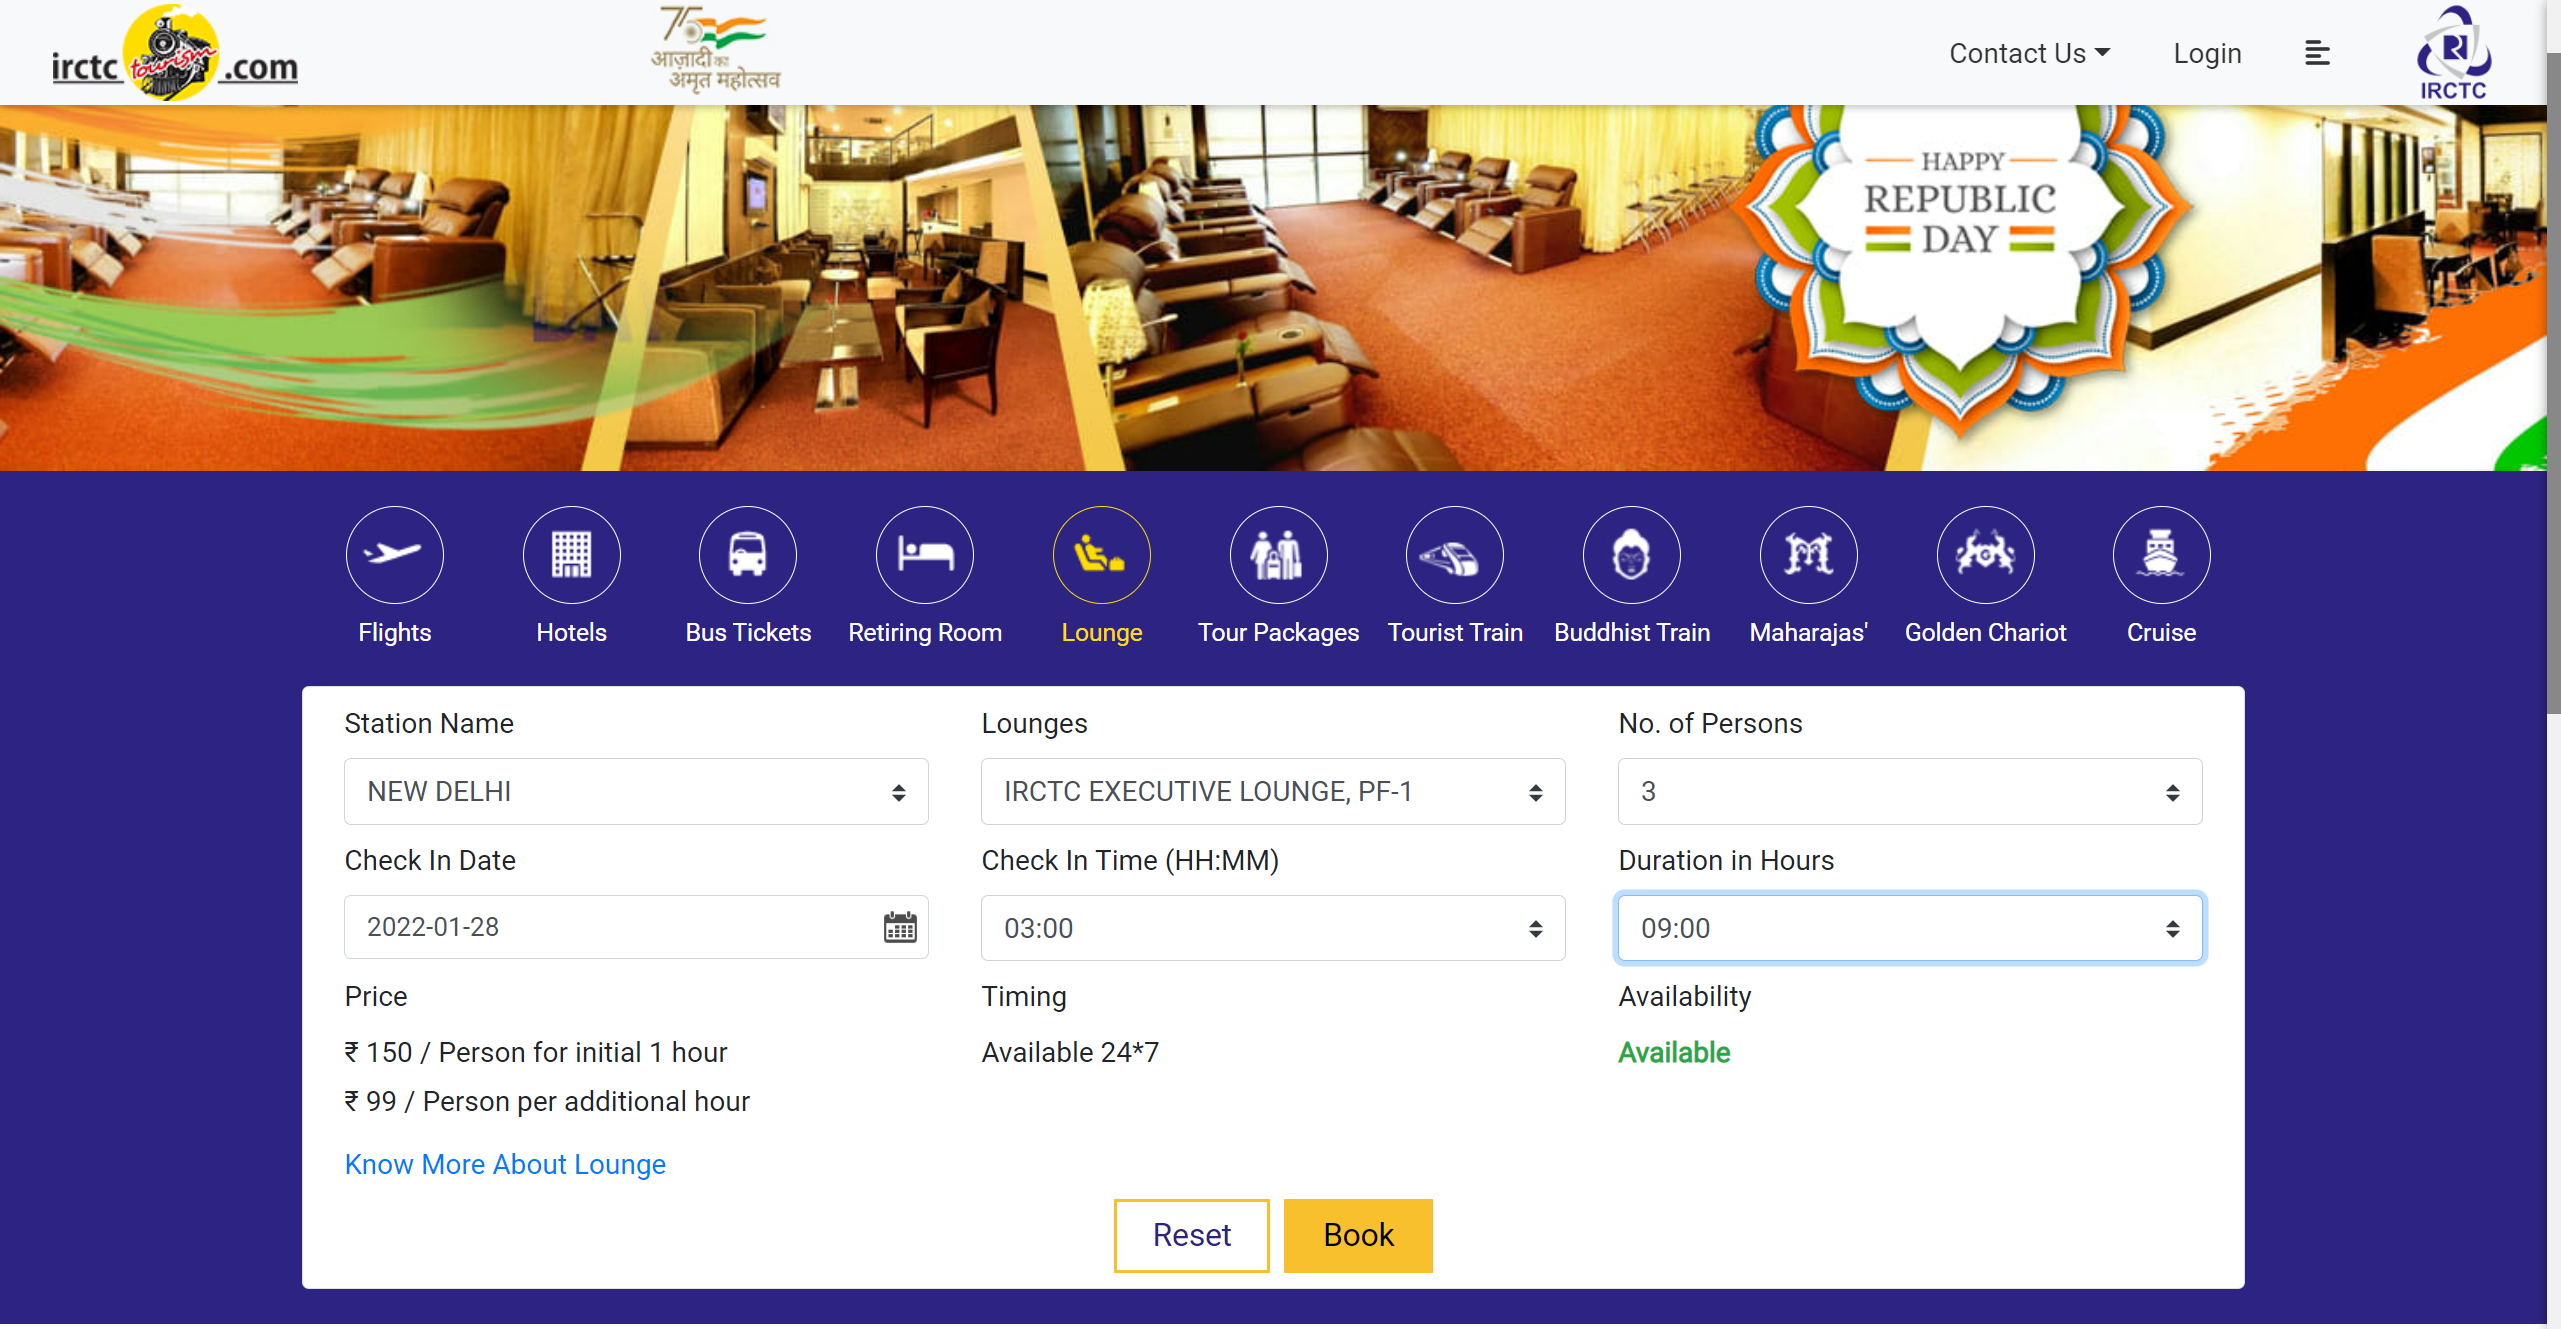 irctc tourism .com
75
आज़ादी का
अमृत महोत्सव
Contact Us
Login
IRCTC
HAPPY
REPUBLIC
DAY
Flights
Hotels
Bus Tickets
Retiring Room
Lounge
Tour Packages
Tourist Train
Buddhist Train
Maharajas'
Golden Chariot
Cruise
Station Name
Lounges
No. of Persons
NEW DELHI
IRCTC EXECUTIVE LOUNGE, PF-1
3
Check In Date
Check In Time (HH:MM)
Duration in Hours
2022-01-28
03:00
09:00
Price
Timing
Availability
₹ 150 / Person for initial 1 hour
Available 24*7
Available
₹ 99 / Person per additional hour
Know More About Lounge
Reset
Book